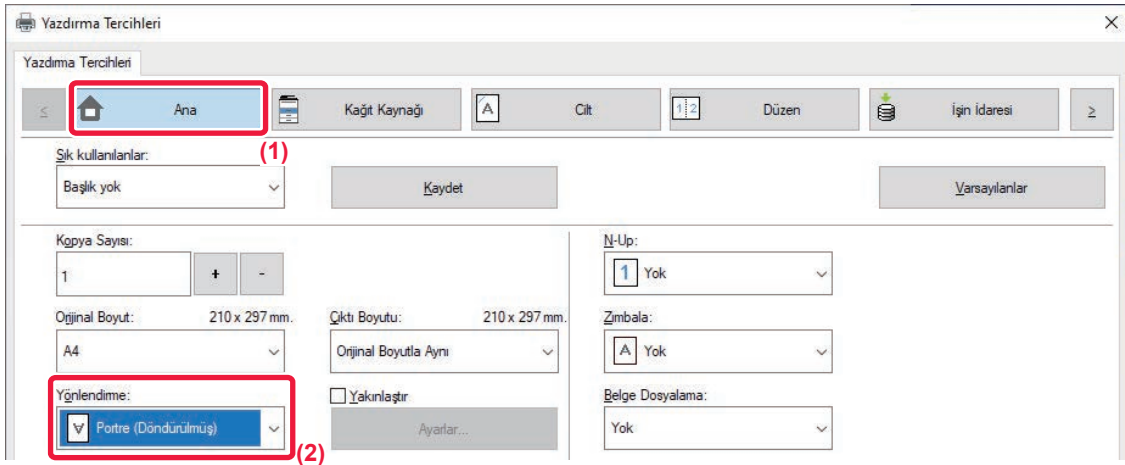 Yazdırma Tercihleri
Yazdırma Tercihleri
< Ana Kağıt Kaynağı A Cilt 1 2 Düzen İşin İdaresi >
(1)
Sık kullanılanlar:
Başlık yok Kaydet Varsayılanlar
Kopya Sayısı: N-Up:
1 + - 1 Yok
Orijinal Boyut: 210 x 297 mm. Çıktı Boyutu: 210 x 297 mm. Zımbala:
A4 Orijinal Boyutla Aynı A Yok
Yönlendirme: Yakınlaştır Belge Dosyalama:
A Portre (Döndürülmüş) Ayarlar... Yok
(2)